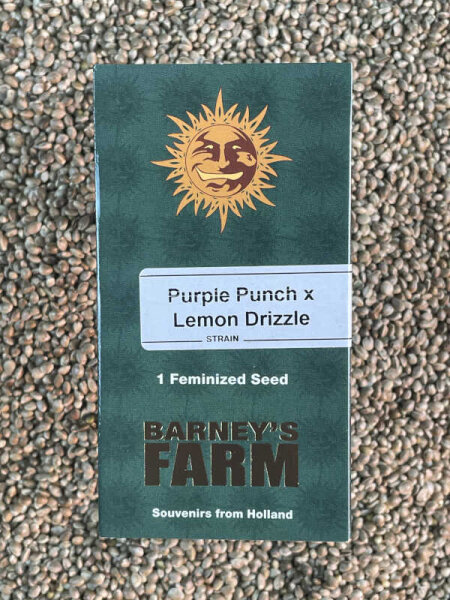 Purple Punch x
Lemon Drizzle
STRAIN
1 Feminized Seed
BARNEY'S
FARM
Souvenirs from Holland